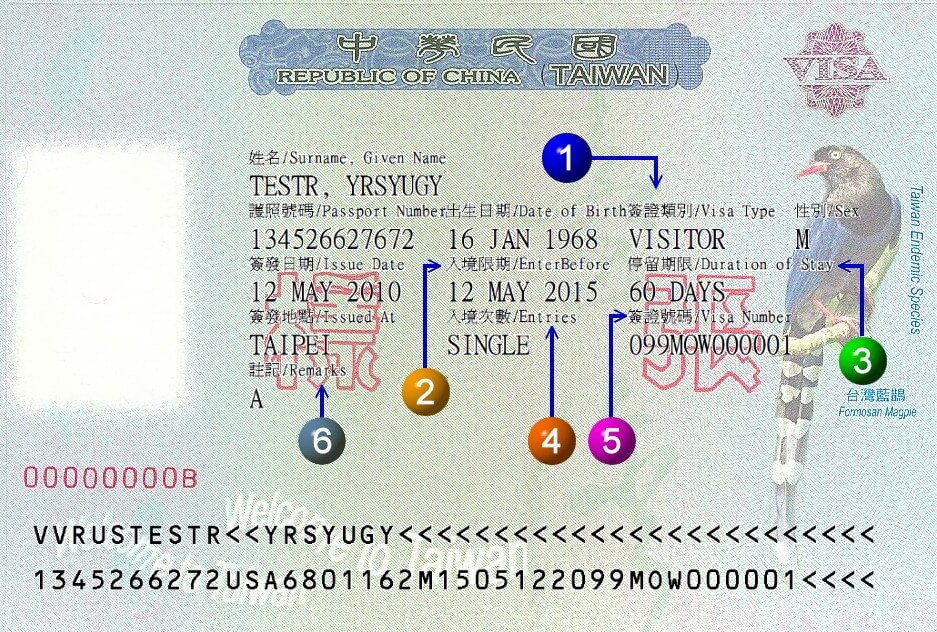 中華民國
REPUBLIC OF CHINA (TAIWAN)
VISA
姓名/Surname, Given Name
TESTR, YRSYUGY
護照號碼/Passport Number 出生日期/Date of Birth 簽證類別/Visa Type 性別/Sex
134526627672 16 JAN 1968 VISITOR M
簽發日期/Issue Date 入境限期/EnterBefore 停留期限/Duration of Stay
12 MAY 2010 12 MAY 2015 60 DAYS
簽發地點/Issued At 入境次數/Entries 簽證號碼/Visa Number
TAIPEI SINGLE 099MOW000001
註記/Remarks
A
樣張
1
2
3
4
5
6
Taiwan Endemic Species
台灣藍鵲
Formosan Magpie
00000000B
Welcome to Taiwan
Welcome to Taiwan
VVRUSTESTR<<YRSYUGY<<<<<<<<<<<<<<<<<<<<<<<<<
1345266272USA6801162M1505122099MOW000001<<<<